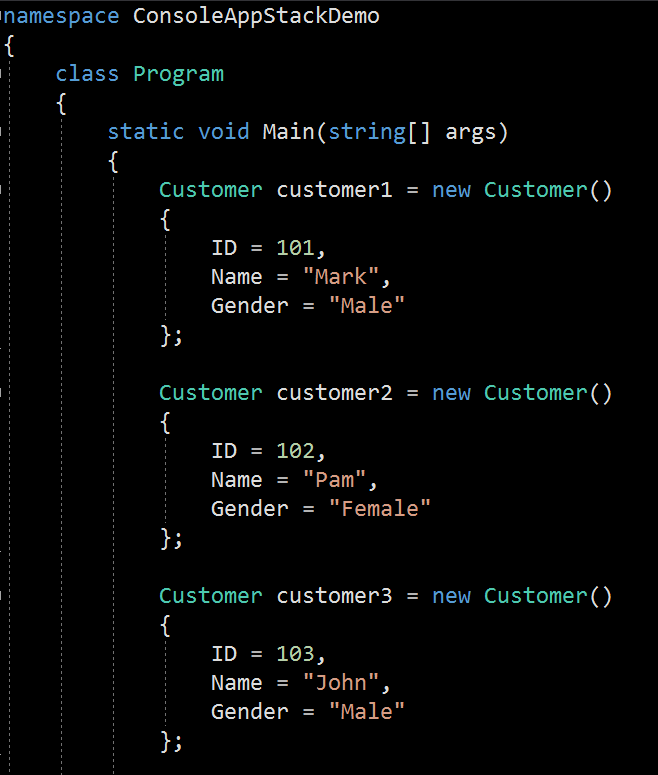 namespace ConsoleAppStackDemo
{
    class Program
    {
        static void Main(string[] args)
        {
            Customer customer1 = new Customer()
            {
                ID = 101,
                Name = "Mark",
                Gender = "Male"
            };

            Customer customer2 = new Customer()
            {
                ID = 102,
                Name = "Pam",
                Gender = "Female"
            };

            Customer customer3 = new Customer()
            {
                ID = 103,
                Name = "John",
                Gender = "Male"
            };